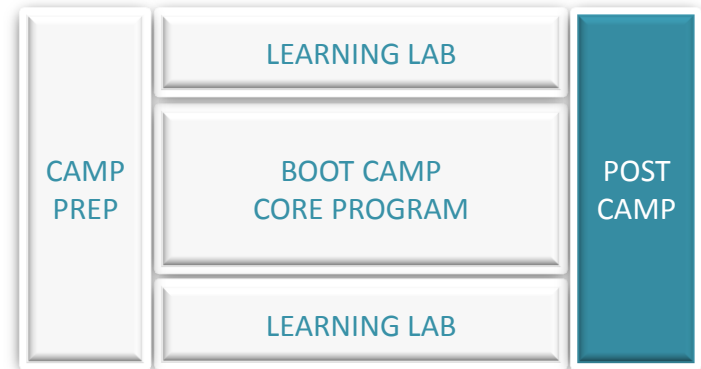 CAMP
PREP
LEARNING LAB
BOOT CAMP
CORE PROGRAM
LEARNING LAB
POST
CAMP